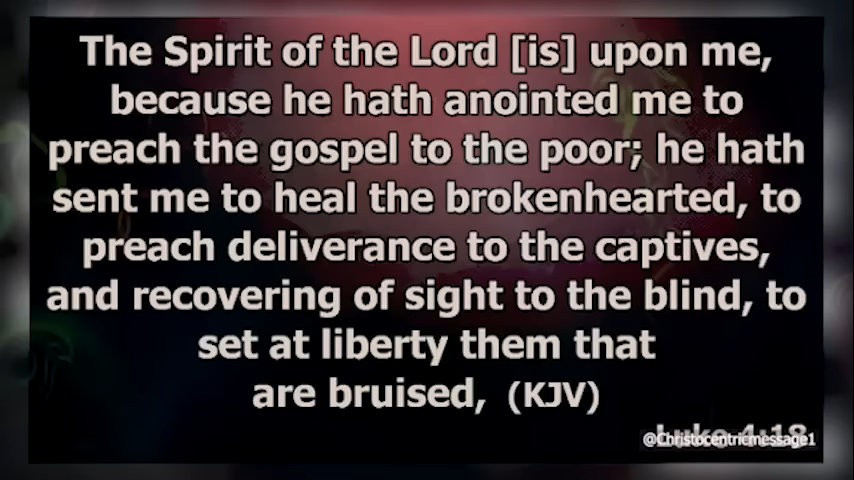 The Spirit of the Lord [is] upon me,
because he hath anointed me to
preach the gospel to the poor; he hath
sent me to heal the brokenhearted, to
preach deliverance to the captives,
and recovering of sight to the blind, to
set at liberty them that
are bruised, (KJV)
Luke 4:18
@Christocentricmessage1